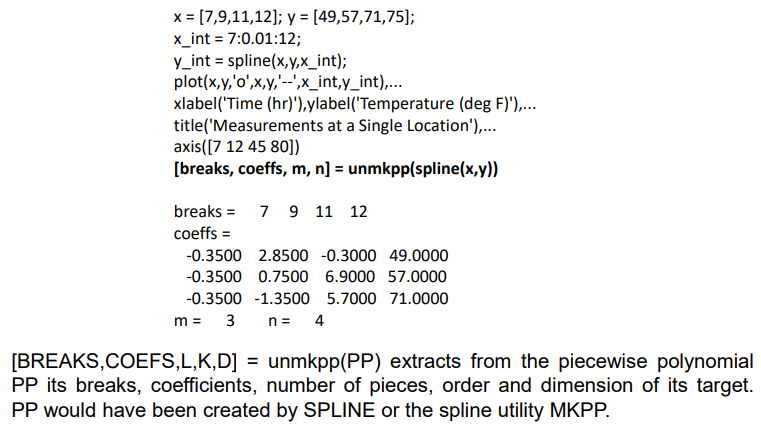 x = [7,9,11,12]; y = [49,57,71,75];
x_int = 7:0.01:12;
y_int = spline(x,y,x_int);
plot(x,y,'o',x,y,'--',x_int,y_int),...
xlabel('Time (hr)'),ylabel('Temperature (deg F)'),...
title('Measurements at a Single Location'),...
axis([7 12 45 80])
[breaks, coeffs, m, n] = unmkpp(spline(x,y))
breaks = 7 9 11 12
coeffs =
-0.3500 2.8500 -0.3000 49.0000
-0.3500 0.7500 6.9000 57.0000
-0.3500 -1.3500 5.7000 71.0000
m = 3 n = 4
[BREAKS,COEFS,L,K,D] = unmkpp(PP) extracts from the piecewise polynomial
PP its breaks, coefficients, number of pieces, order and dimension of its target.
PP would have been created by SPLINE or the spline utility MKPP.